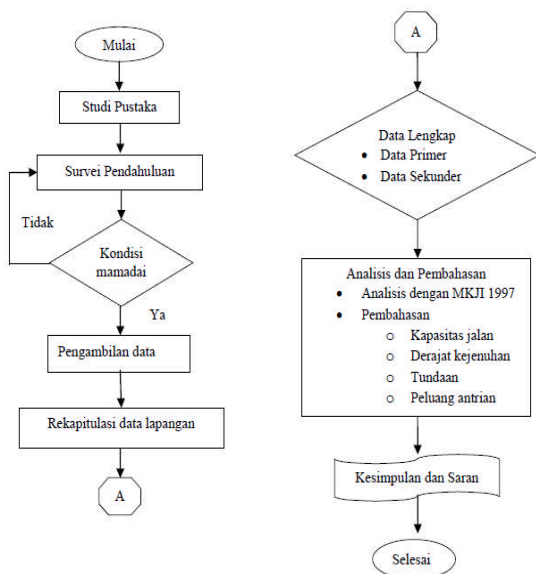 Mulai
Studi Pustaka
Survei Pendahuluan
Tidak
Kondisi
mamadai
Ya
Pengambilan data
Rekapitulasi data lapangan
A
A
Data Lengkap
• Data Primer
• Data Sekunder
Analisis dan Pembahasan
• Analisis dengan MKJI 1997
• Pembahasan
o Kapasitas jalan
o Derajat kejenuhan
o Tundaan
o Peluang antrian
Kesimpulan dan Saran
Selesai